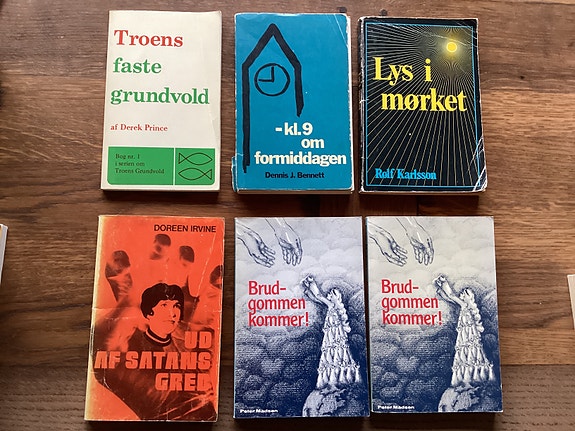 Troens
faste
grundvold
af Derek Prince
Bog nr. 1
i serien om
Troens Grundvold
-kl.9
om
formiddagen
Dennis J. Bennett
Lys i
mørket
Rolf Karlsson
DOREEN IRVINE
UD
AF SATANS
GREB
Brud-
gommen
kommer!
Peter Madsen
Brud-
gommen
kommer!
Peter Madsen